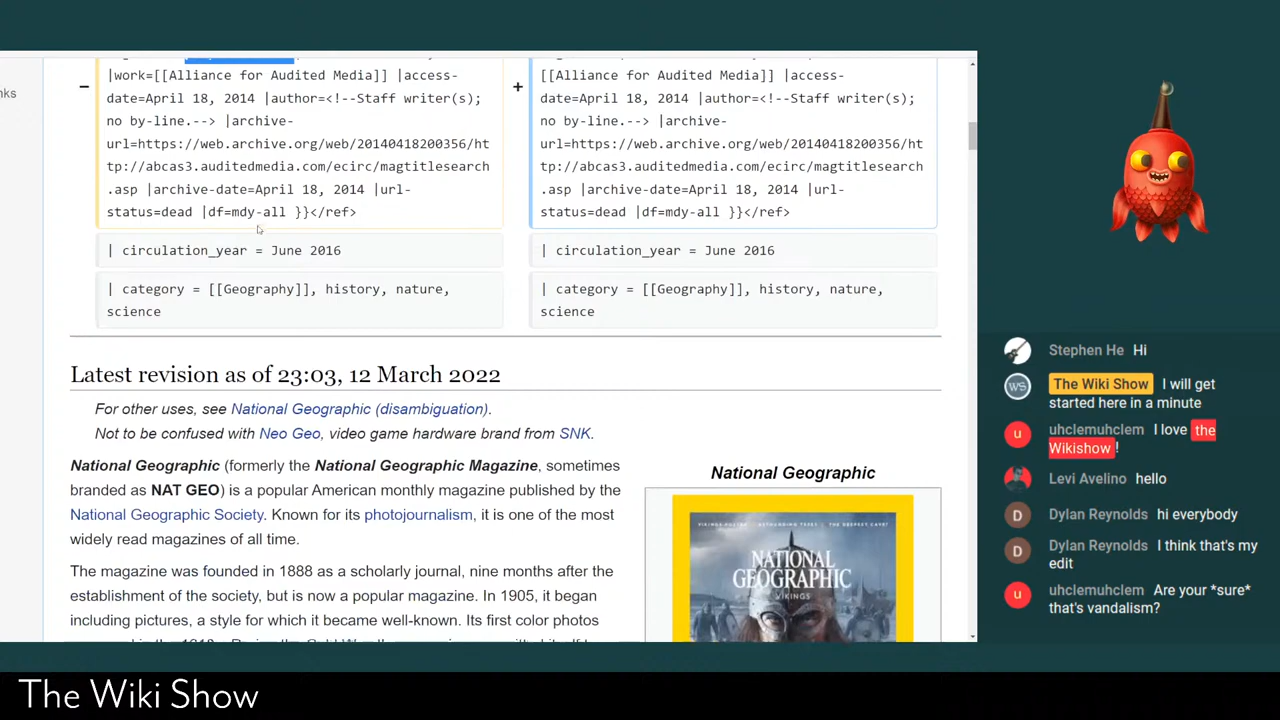 nks
|work=[[Alliance for Audited Media]] |access-
date=April 18, 2014 |author=<!--Staff writer(s);
no by-line.--> |archive-
url=https://web.archive.org/web/20140418200356/ht
tp://abcas3.auditedmedia.com/ecirc/magtitlesearch
.asp |archive-date=April 18, 2014 |url-
status=dead |df=mdy-all }}</ref>
| circulation_year = June 2016
| category = [[Geography]], history, nature,
science
−
+
[[Alliance for Audited Media]] |access-
date=April 18, 2014 |author=<!--Staff writer(s);
no by-line.--> |archive-
url=https://web.archive.org/web/20140418200356/ht
tp://abcas3.auditedmedia.com/ecirc/magtitlesearch
.asp |archive-date=April 18, 2014 |url-
status=dead |df=mdy-all }}</ref>
| circulation_year = June 2016
| category = [[Geography]], history, nature,
science
Latest revision as of 23:03, 12 March 2022
For other uses, see National Geographic (disambiguation).
Not to be confused with Neo Geo, video game hardware brand from SNK.
National Geographic (formerly the National Geographic Magazine, sometimes
branded as NAT GEO) is a popular American monthly magazine published by the
National Geographic Society. Known for its photojournalism, it is one of the most
widely read magazines of all time.
The magazine was founded in 1888 as a scholarly journal, nine months after the
establishment of the society, but is now a popular magazine. In 1905, it began
including pictures, a style for which it became well-known. Its first color photos
National Geographic
NATIONAL
GEOGRAPHIC
VIKINGS
Stephen He Hi
The Wiki Show I will get
started here in a minute
uhclemuhclem I love the
Wikishow !
Levi Avelino hello
Dylan Reynolds hi everybody
Dylan Reynolds I think that's my
edit
uhclemuhclem Are your *sure*
that's vandalism?
WS
u
D
D
u
The Wiki Show